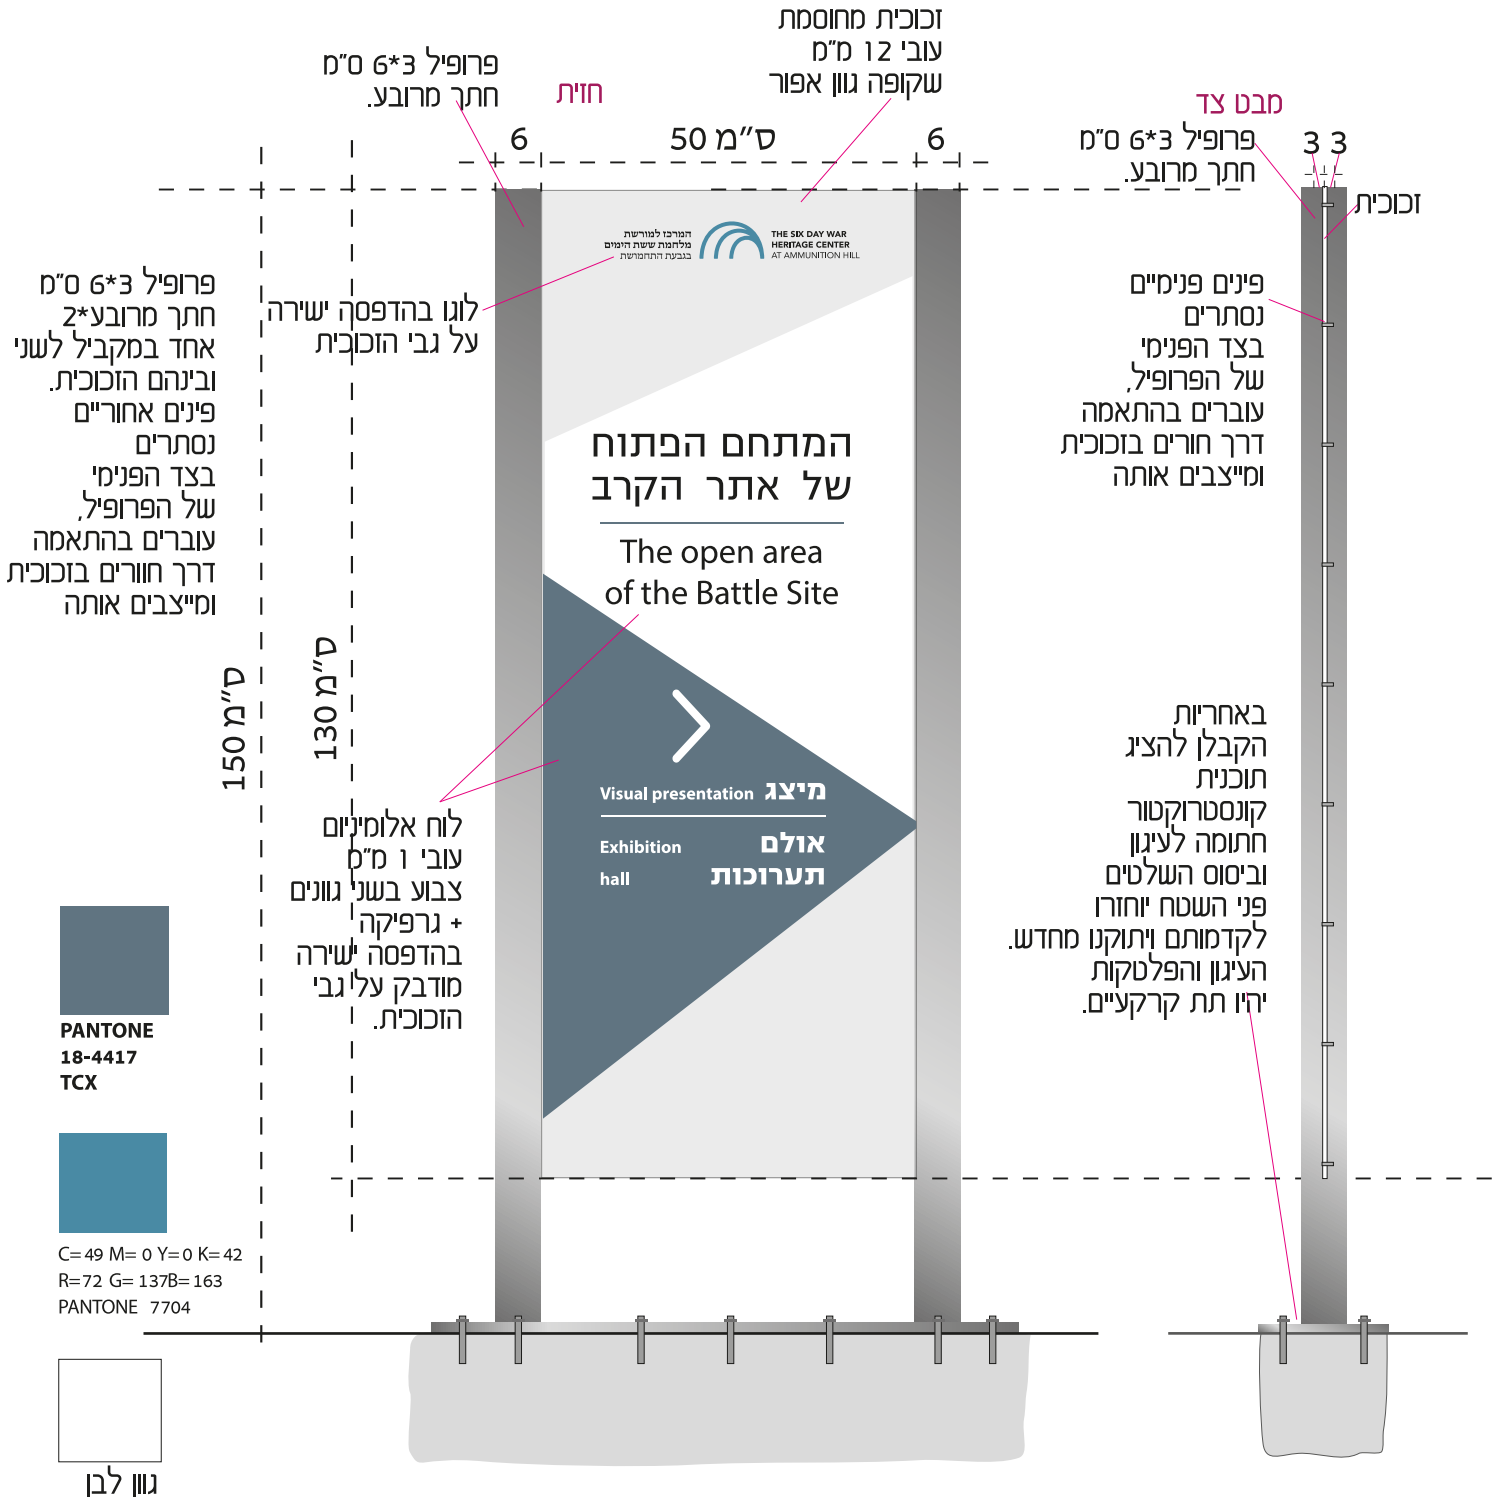 זכוכית מחוסמת
עובי 12 מ"מ
שקופה גוון אפור
פרופיל 3*6 ס"מ
חתך מרובע.
חזית
6
50 ס"מ
6
מבט צד
פרופיל 3*6 ס"מ
חתך מרובע.
3 3
זכוכית
המרכז למורשת
מלחמת ששת הימים
בגבעת התחמושת
THE SIX DAY WAR
HERITAGE CENTER
AT AMMUNITION HILL
לוגו בהדפסה ישירה
על גבי הזכוכית
פרופיל 3*6 ס"מ
חתך מרובע*2
אחד במקביל לשני
ובינהם הזכוכית.
פינים אחוריים
נסתרים
בצד הפנימי
של הפרופיל,
עוברים בהתאמה
דרך חוורים בזכוכית
ומייצבים אותה
פינים פנימיים
נסתרים
בצד הפנימי
של הפרופיל,
עוברים בהתאמה
דרך חורים בזכוכית
ומייצבים אותה
המתחם הפתוח
של אתר הקרב
The open area
of the Battle Site
150 ס"מ
130 ס"מ
Visual presentation מיצג
Exhibition אולם
hall תערוכות
לוח אלומיניום
עובי 1 מ"מ
צבוע בשני גוונים
+ גרפיקה
בהדפסה ישירה
מודבק על גבי
הזכוכית.
באחריות
הקבלן להציג
תוכנית
קונסטרוקטור
חתומה לעיגון
וביסוס השלטים
פני השטח יוחזרו
לקדמותם ויתוקנו מחדש.
העיגון והפלטקות
יהיו תת קרקעיים.
PANTONE
18-4417
TCX
C=49 M=0 Y=0 K=42
R=72 G=137B=163
PANTONE 7704
גוון לבן